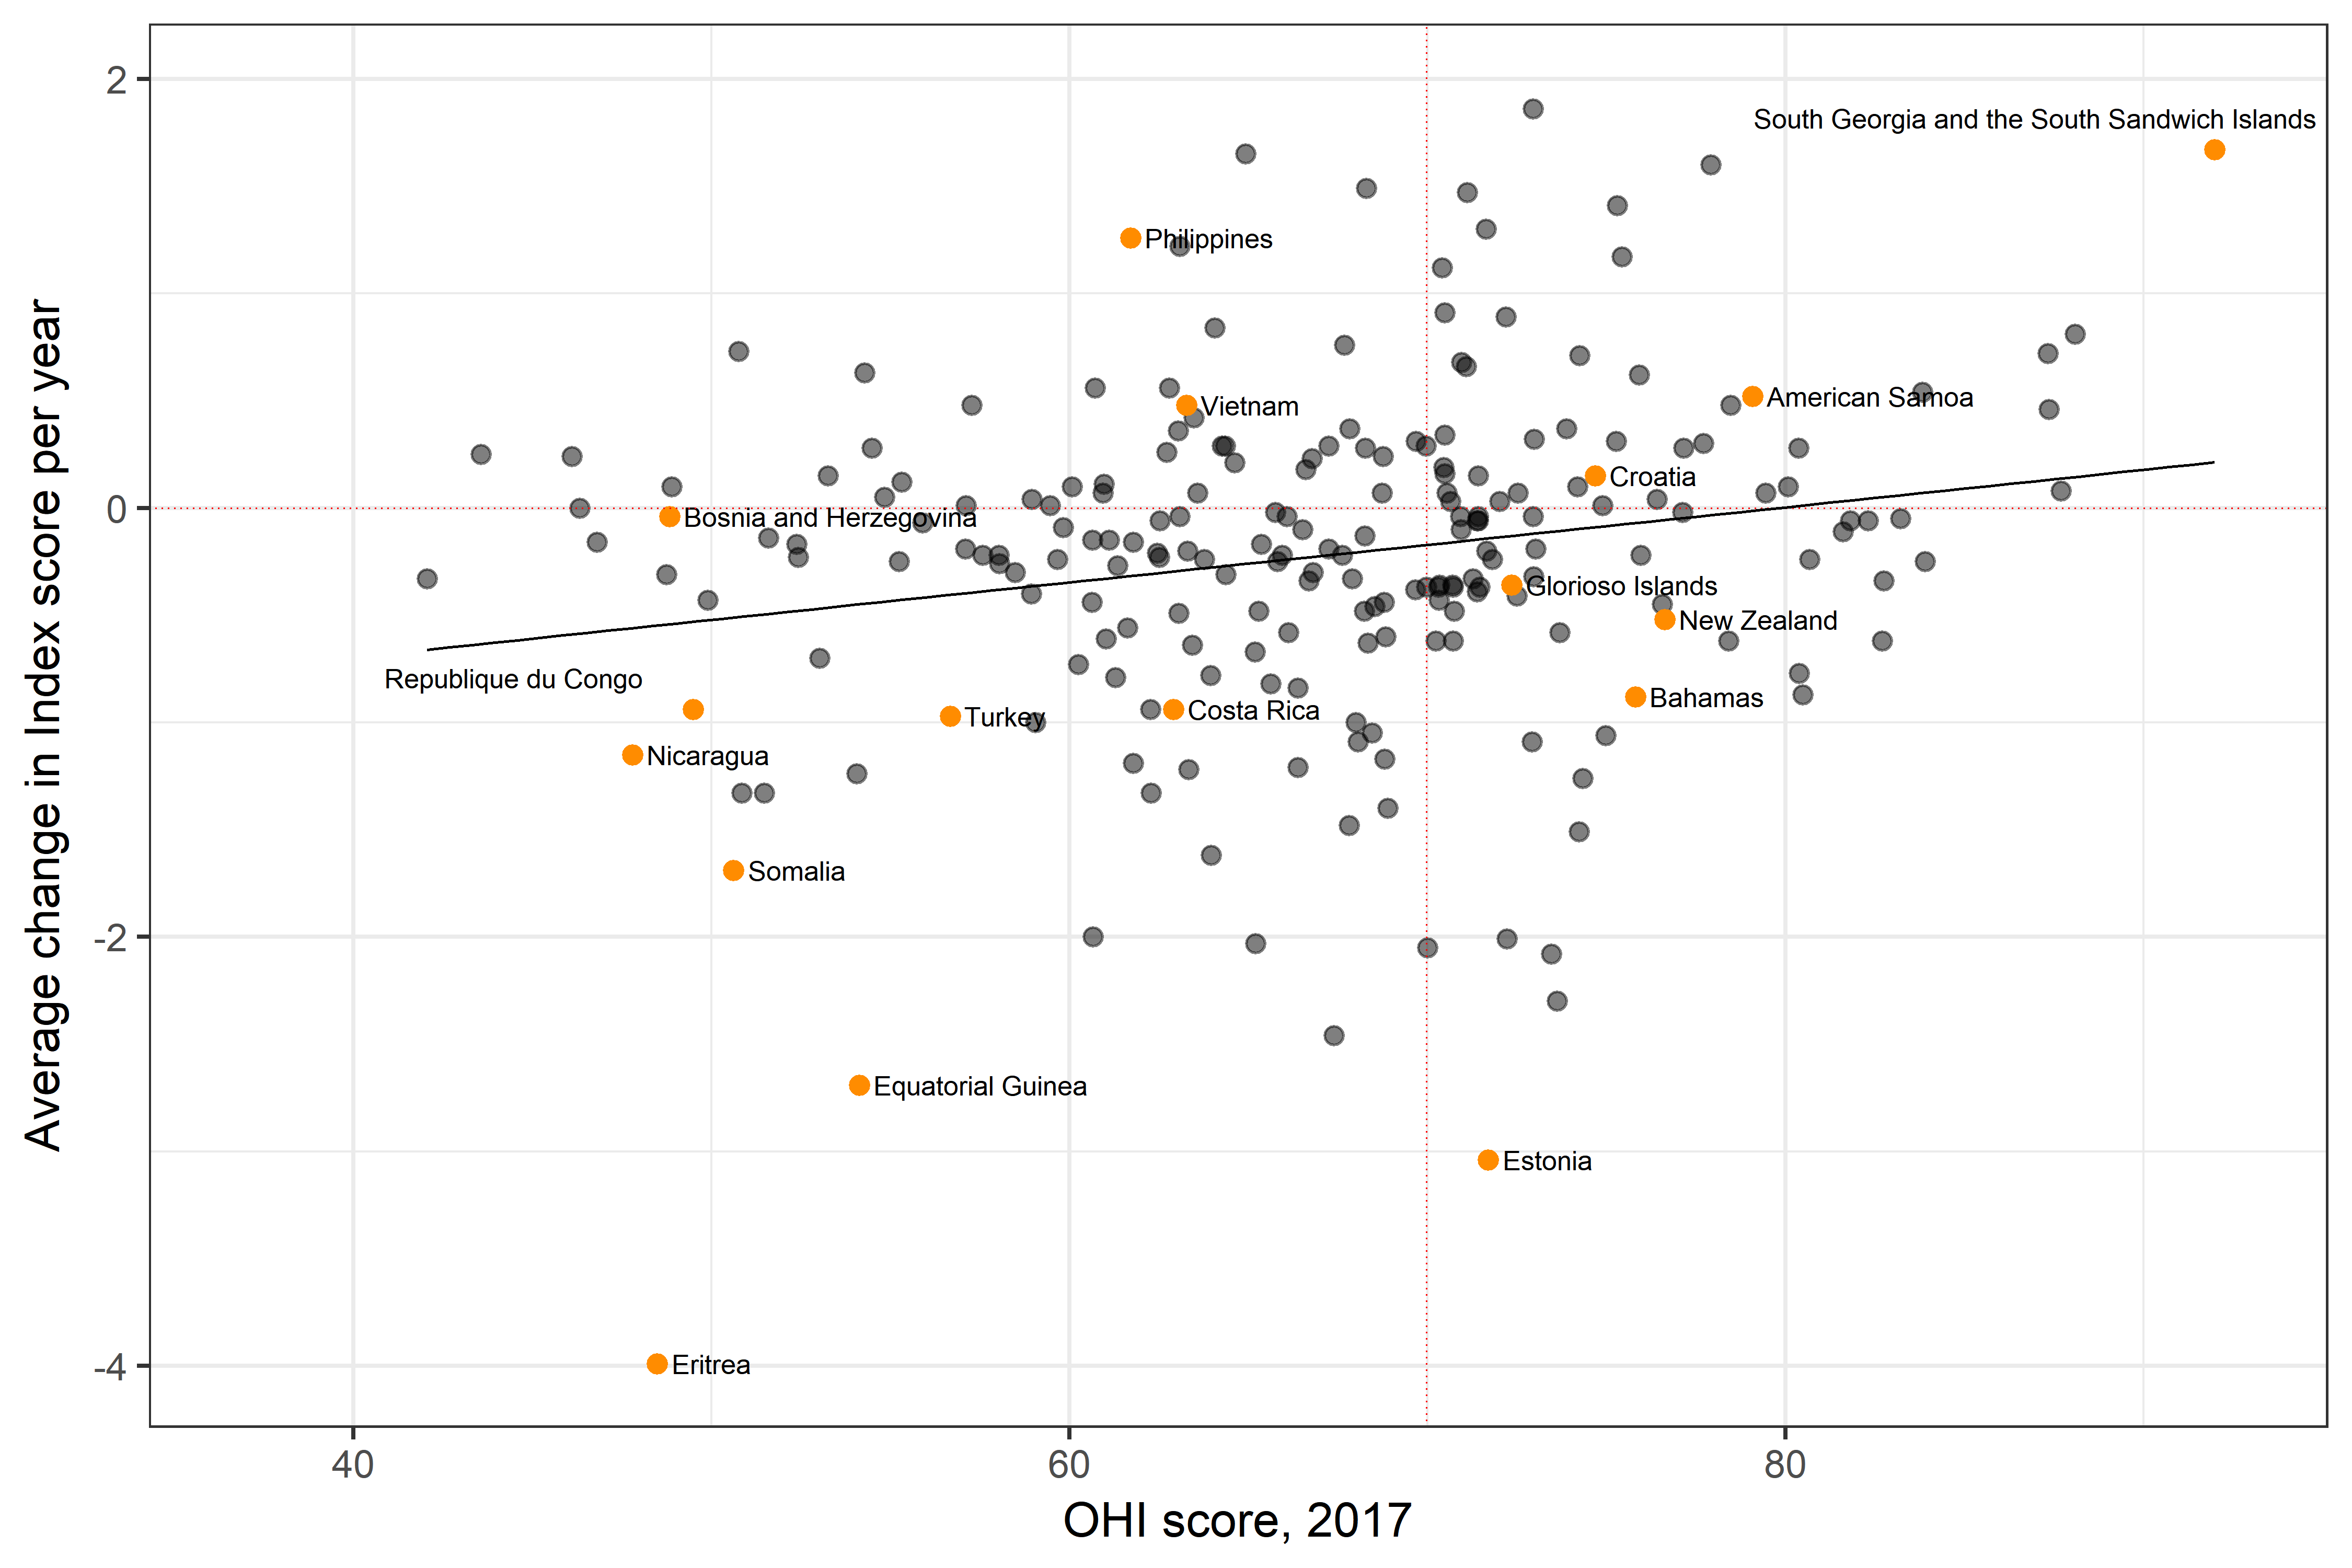 2
South Georgia and the South Sandwich Islands
Philippines
Vietnam
American Samoa
Croatia
0
Bosnia and Herzegovina
Glorioso Islands
New Zealand
Republique du Congo
Bahamas
Turkey
Costa Rica
Nicaragua
Somalia
-2
Equatorial Guinea
Estonia
-4
Eritrea
40
60
80
OHI score, 2017
Average change in Index score per year